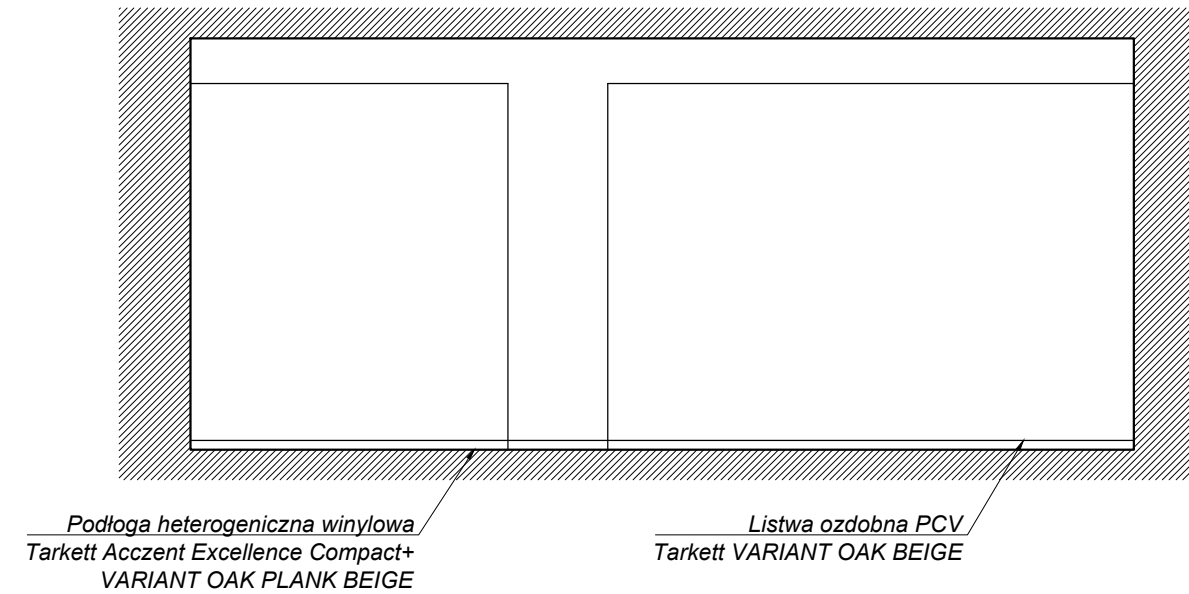 Podłoga heterogeniczna winylowa
Tarkett Acczent Excellence Compact+
VARIANT OAK PLANK BEIGE
Listwa ozdobna PCV
Tarkett VARIANT OAK BEIGE